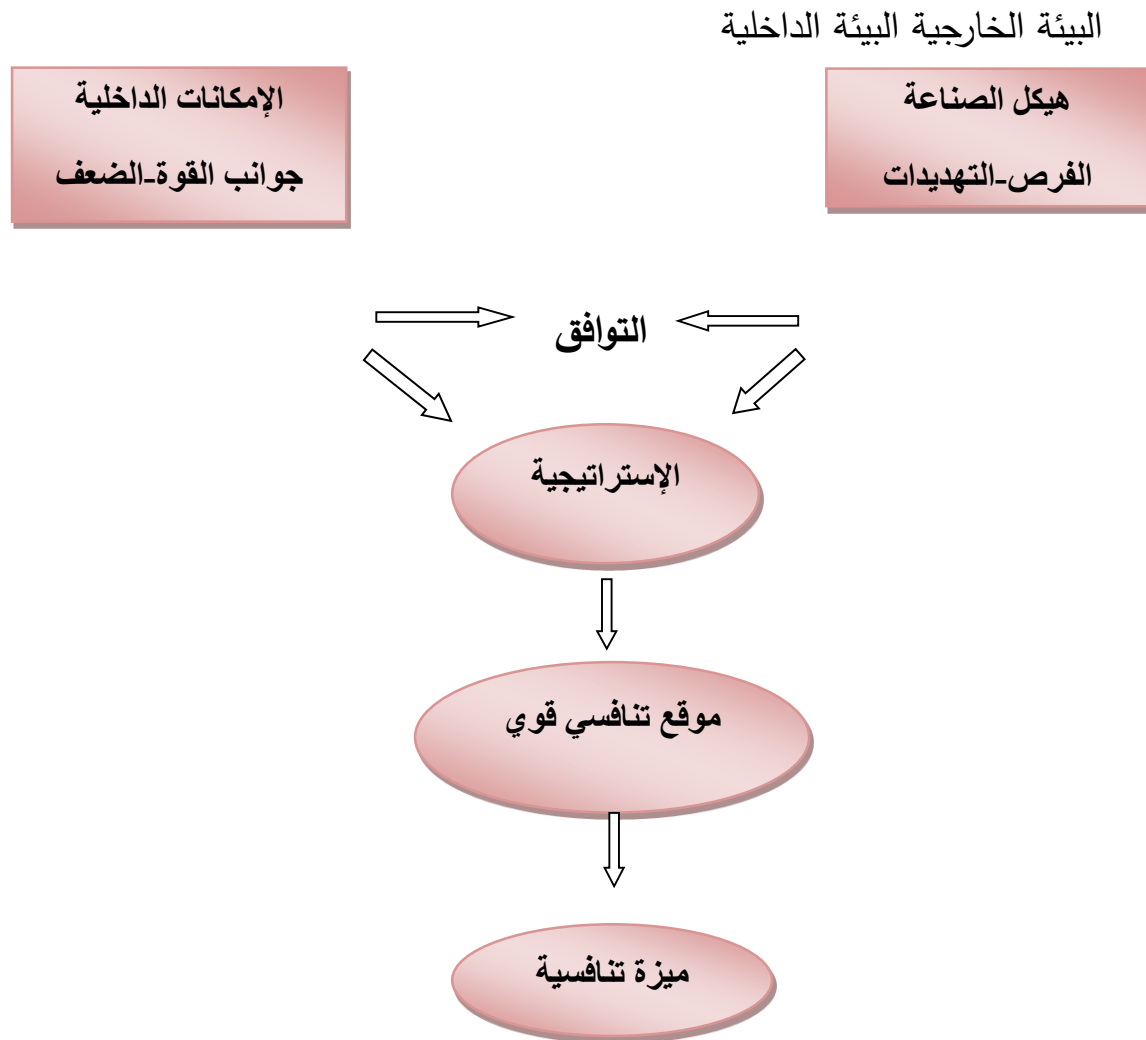 البيئة الخارجية البيئة الداخلية
هيكل الصناعة
الفرص-التهديدات
الإمكانات الداخلية
جوانب القوة-الضعف
التوافق
الإستراتيجية
موقع تنافسي قوي
ميزة تنافسية